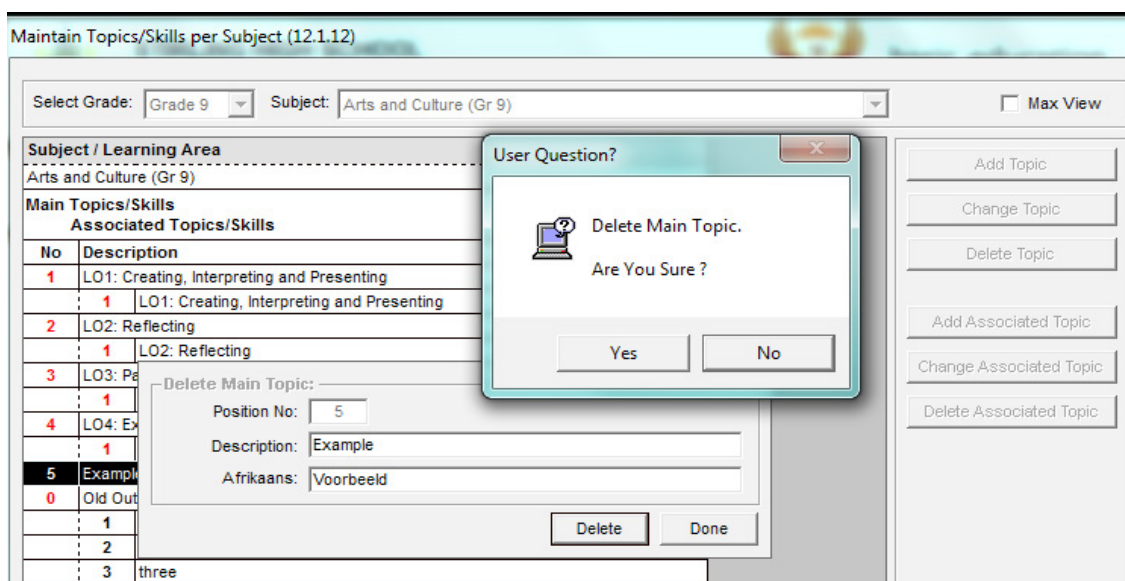 Maintain Topics/Skills per Subject (12.1.12)
Select Grade: Grade 9 Subject: Arts and Culture (Gr 9) Max View
Subject / Learning Area
Arts and Culture (Gr 9)
Main Topics/Skills
Associated Topics/Skills
No Description
1 LO1: Creating, Interpreting and Presenting
1 LO1: Creating, Interpreting and Presenting
2 LO2: Reflecting
1 LO2: Reflecting
3 LO3: Pa
1
4 LO4: Ex
1
5 Example
0 Old Out
1
2
3 three
Delete Main Topic:
Position No: 5
Description: Example
Afrikaans: Voorbeeld
Delete Done
User Question?
Delete Main Topic.
Are You Sure ?
Yes No
Add Topic
Change Topic
Delete Topic
Add Associated Topic
Change Associated Topic
Delete Associated Topic